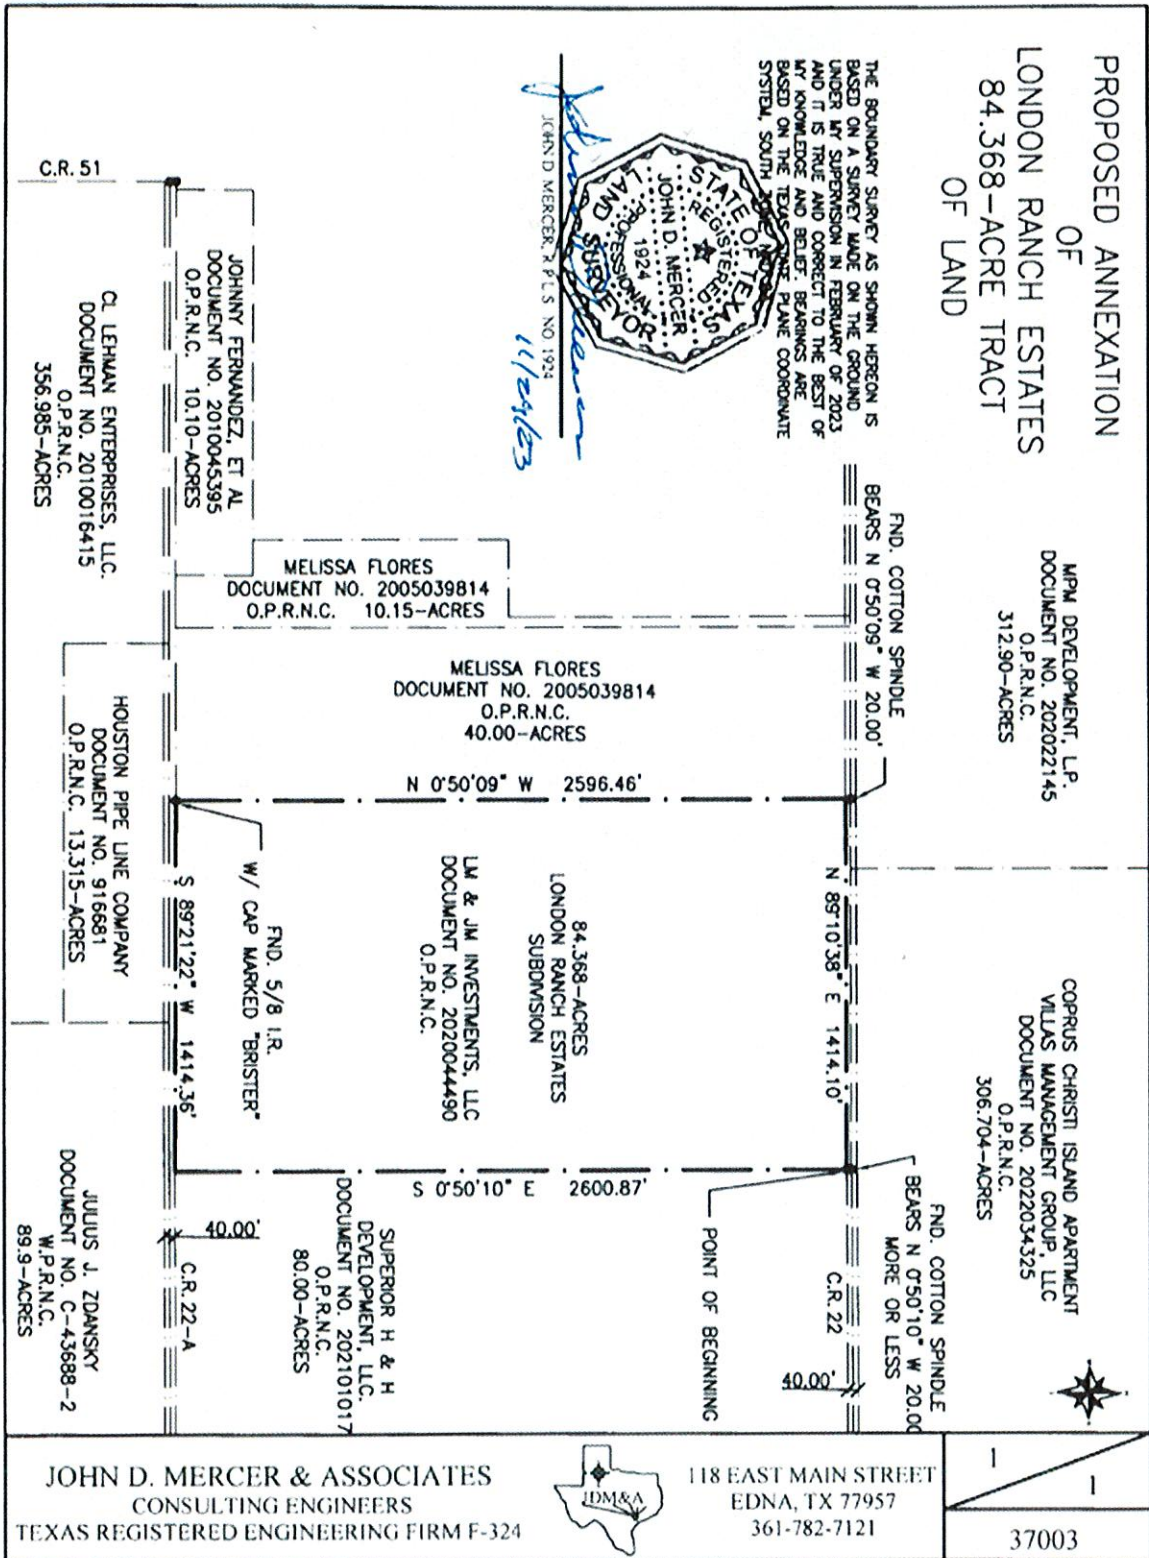 PROPOSED ANNEXATION
OF
LONDON RANCH ESTATES
84.368-ACRE TRACT
OF LAND
THE BOUNDARY SURVEY AS SHOWN HEREON IS
BASED ON A SURVEY MADE ON THE GROUND
UNDER MY SUPERVISION IN FEBRUARY OF 2023
AND IT IS TRUE AND CORRECT TO THE BEST OF
MY KNOWLEDGE AND BELIEF. BEARINGS ARE
BASED ON THE TEXAS PLANE COORDINATE
SYSTEM, SOUTH
STATE OF TEXAS
REGISTERED
JOHN D. MERCER
1924
PROFESSIONAL
LAND SURVEYOR
JOHN D. MERCER, R.P.L.S. NO. 1924
11/29/23
MPM DEVELOPMENT, L.P.
DOCUMENT NO. 2020022145
O.P.R.N.C.
312.90-ACRES
COPRUS CHRISTI ISLAND APARTMENT
VILLAS MANAGEMENT GROUP, LLC
DOCUMENT NO. 2022034325
O.P.R.N.C.
306.704-ACRES
FND. COTTON SPINDLE
BEARS N 0°50'09" W 20.00'
FND. COTTON SPINDLE
BEARS N 0°50'10" W 20.00
MORE OR LESS
N 89°10'38" E 1414.10'
C.R. 22
40.00'
POINT OF BEGINNING
MELISSA FLORES
DOCUMENT NO. 2005039814
O.P.R.N.C. 10.15-ACRES
MELISSA FLORES
DOCUMENT NO. 2005039814
O.P.R.N.C.
40.00-ACRES
N 0°50'09" W 2596.46'
84.368-ACRES
LONDON RANCH ESTATES
SUBDIVISION
LM & JM INVESTMENTS, LLC
DOCUMENT NO. 2020044490
O.P.R.N.C.
S 0°50'10" E 2600.87'
SUPERIOR H & H
DEVELOPMENT, LLC.
DOCUMENT NO. 202101017
O.P.R.N.C.
80.00-ACRES
FND. 5/8 I.R.
W/ CAP MARKED "BRISTER"
S 89°21'22" W 1414.36'
40.00'
C.R. 22-A
C.R. 51
JOHNNY FERNANDEZ, ET AL
DOCUMENT NO. 2010045395
O.P.R.N.C. 10.10-ACRES
CL LEHMAN ENTERPRISES, LLC.
DOCUMENT NO. 2010016415
O.P.R.N.C.
356.985-ACRES
HOUSTON PIPE LINE COMPANY
DOCUMENT NO. 916681
O.P.R.N.C. 13.315-ACRES
JULIUS J. ZDANSKY
DOCUMENT NO. C-43688-2
W.P.R.N.C.
89.9-ACRES
JOHN D. MERCER & ASSOCIATES
CONSULTING ENGINEERS
TEXAS REGISTERED ENGINEERING FIRM F-324
JDM&A
118 EAST MAIN STREET
EDNA, TX 77957
361-782-7121
1
1
37003